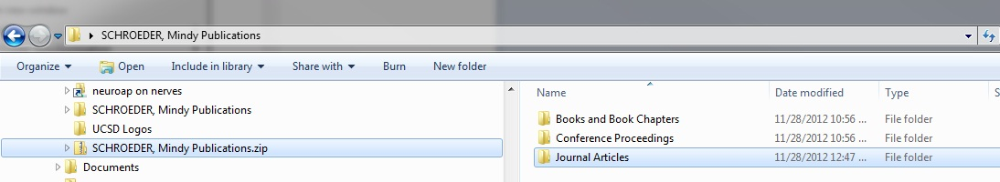 SCHROEDER, Mindy Publications
Organize Open Include in library Share with Burn New folder
neuroap on nerves
SCHROEDER, Mindy Publications
UCSD Logos
SCHROEDER, Mindy Publications.zip
Documents
Name Date modified Type S
Books and Book Chapters 11/28/2012 10:56 ... File folder
Conference Proceedings 11/28/2012 10:56 ... File folder
Journal Articles 11/28/2012 12:47 ... File folder